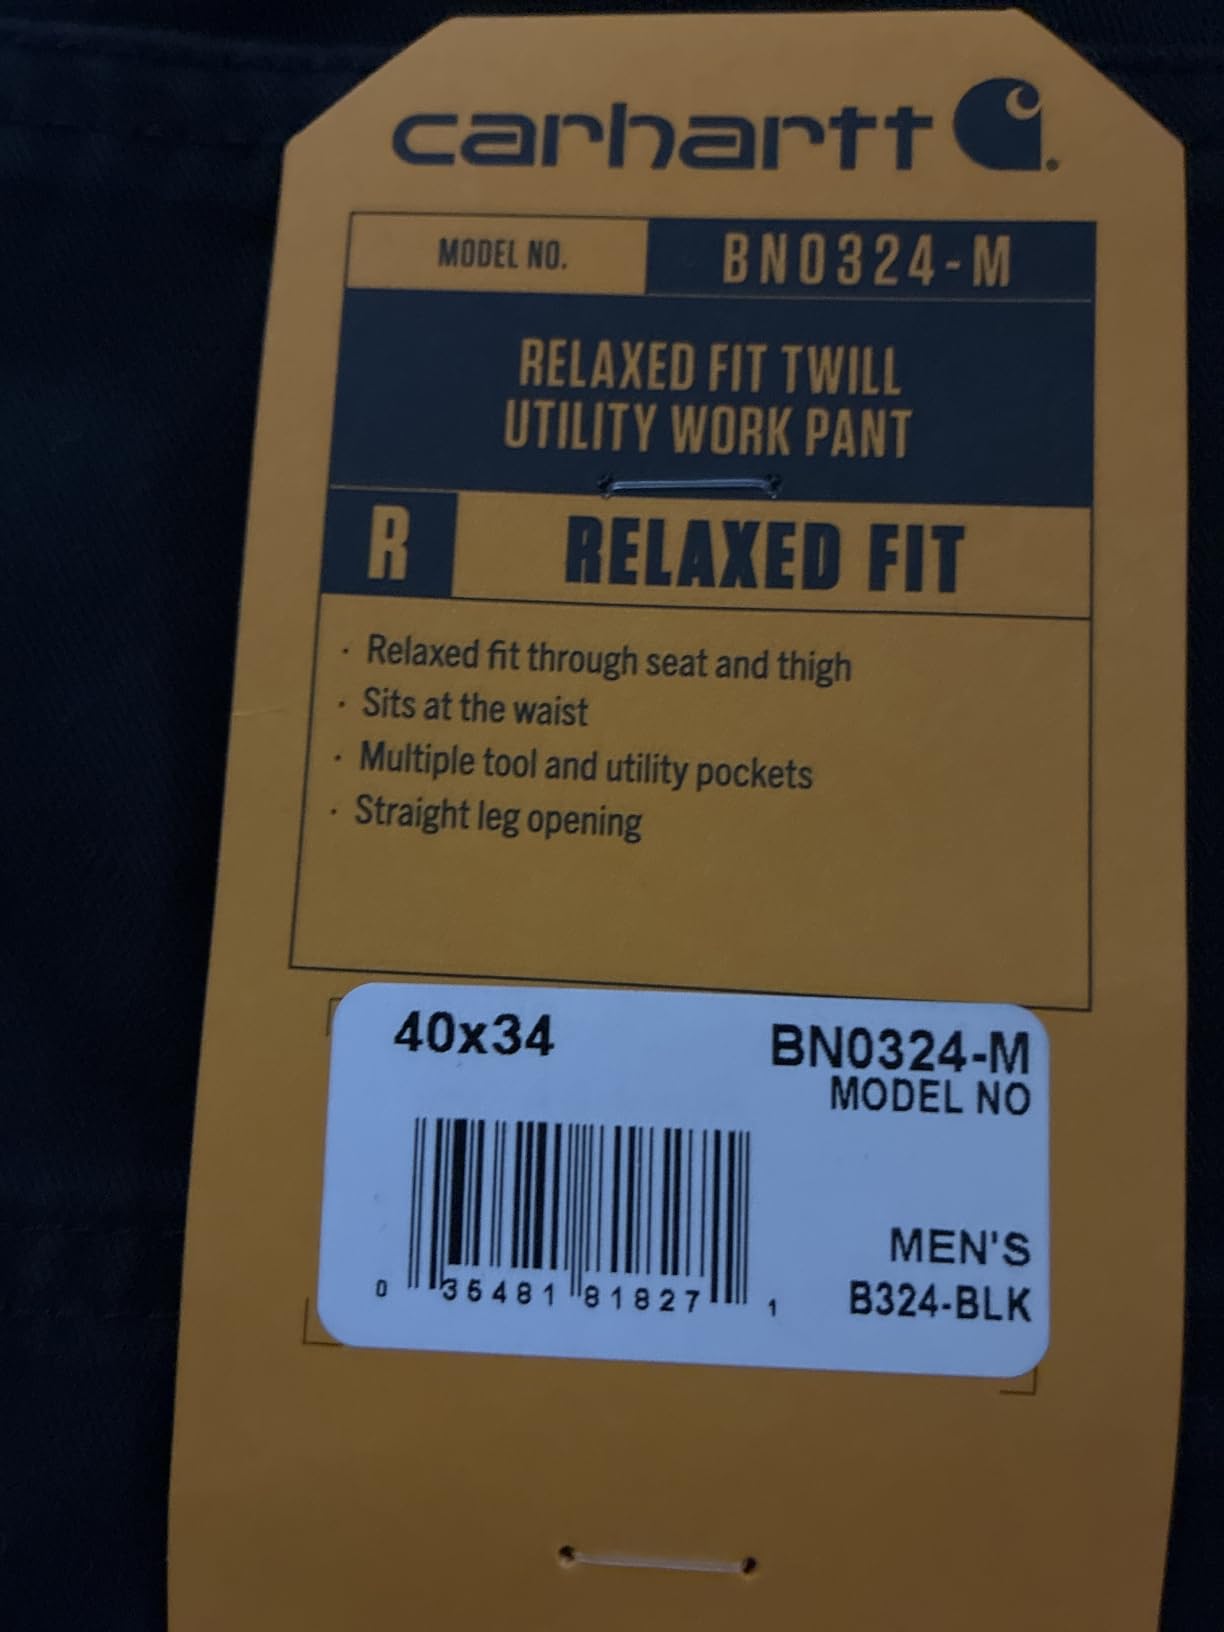 carhartt
MODEL NO. BN0324-M
RELAXED FIT TWILL
UTILITY WORK PANT
R RELAXED FIT
· Relaxed fit through seat and thigh
· Sits at the waist
· Multiple tool and utility pockets
· Straight leg opening
40x34 BN0324-M
MODEL NO
MEN'S
0 35481 81827 1 B324-BLK